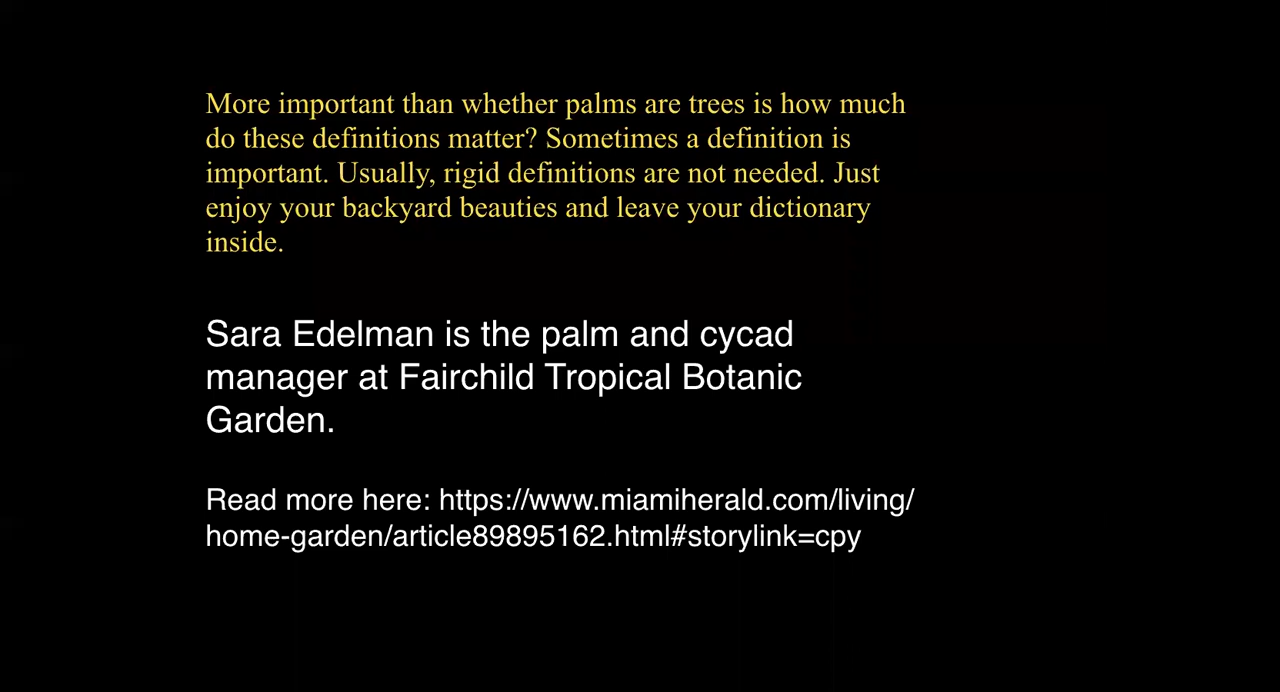 More important than whether palms are trees is how much
do these definitions matter? Sometimes a definition is
important. Usually, rigid definitions are not needed. Just
enjoy your backyard beauties and leave your dictionary
inside.
Sara Edelman is the palm and cycad
manager at Fairchild Tropical Botanic
Garden.
Read more here: https://www.miamiherald.com/living/
home-garden/article89895162.html#storylink=cpy